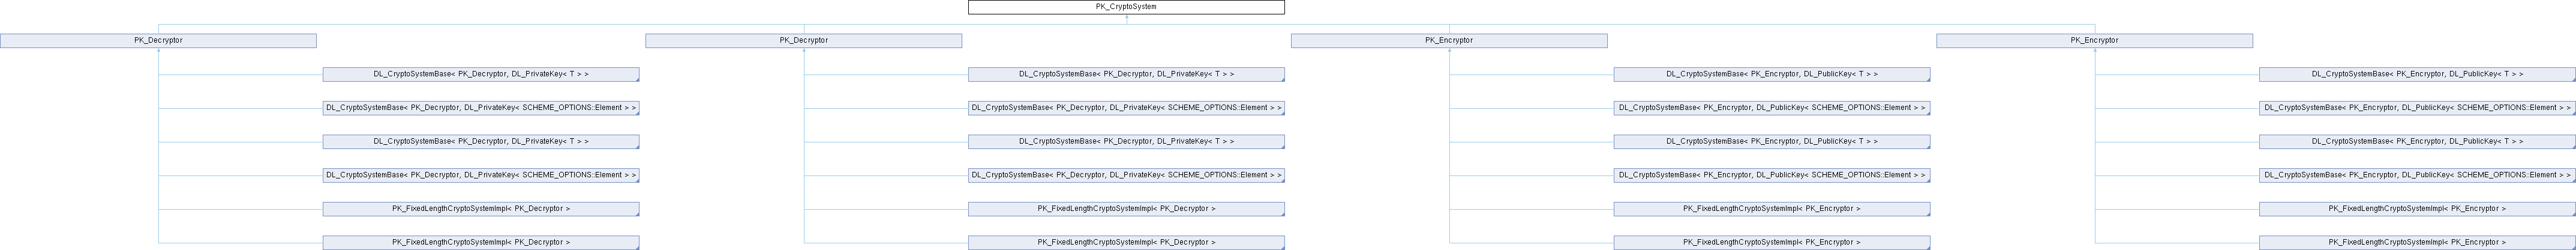 PK_CryptoSystem
PK_Decryptor PK_Decryptor PK_Encryptor PK_Encryptor
DL_CryptoSystemBase< PK_Decryptor, DL_PrivateKey< T > > DL_CryptoSystemBase< PK_Decryptor, DL_PrivateKey< T > > DL_CryptoSystemBase< PK_Encryptor, DL_PublicKey< T > > DL_CryptoSystemBase< PK_Encryptor, DL_PublicKey< T > >
DL_CryptoSystemBase< PK_Decryptor, DL_PrivateKey< SCHEME_OPTIONS::Element > > DL_CryptoSystemBase< PK_Decryptor, DL_PrivateKey< SCHEME_OPTIONS::Element > > DL_CryptoSystemBase< PK_Encryptor, DL_PublicKey< SCHEME_OPTIONS::Element > > DL_CryptoSystemBase< PK_Encryptor, DL_PublicKey< SCHEME_OPTIONS::Element > >
DL_CryptoSystemBase< PK_Decryptor, DL_PrivateKey< T > > DL_CryptoSystemBase< PK_Decryptor, DL_PrivateKey< T > > DL_CryptoSystemBase< PK_Encryptor, DL_PublicKey< T > > DL_CryptoSystemBase< PK_Encryptor, DL_PublicKey< T > >
DL_CryptoSystemBase< PK_Decryptor, DL_PrivateKey< SCHEME_OPTIONS::Element > > DL_CryptoSystemBase< PK_Decryptor, DL_PrivateKey< SCHEME_OPTIONS::Element > > DL_CryptoSystemBase< PK_Encryptor, DL_PublicKey< SCHEME_OPTIONS::Element > > DL_CryptoSystemBase< PK_Encryptor, DL_PublicKey< SCHEME_OPTIONS::Element > >
PK_FixedLengthCryptoSystemImpl< PK_Decryptor > PK_FixedLengthCryptoSystemImpl< PK_Decryptor > PK_FixedLengthCryptoSystemImpl< PK_Encryptor > PK_FixedLengthCryptoSystemImpl< PK_Encryptor >
PK_FixedLengthCryptoSystemImpl< PK_Decryptor > PK_FixedLengthCryptoSystemImpl< PK_Decryptor > PK_FixedLengthCryptoSystemImpl< PK_Encryptor > PK_FixedLengthCryptoSystemImpl< PK_Encryptor >